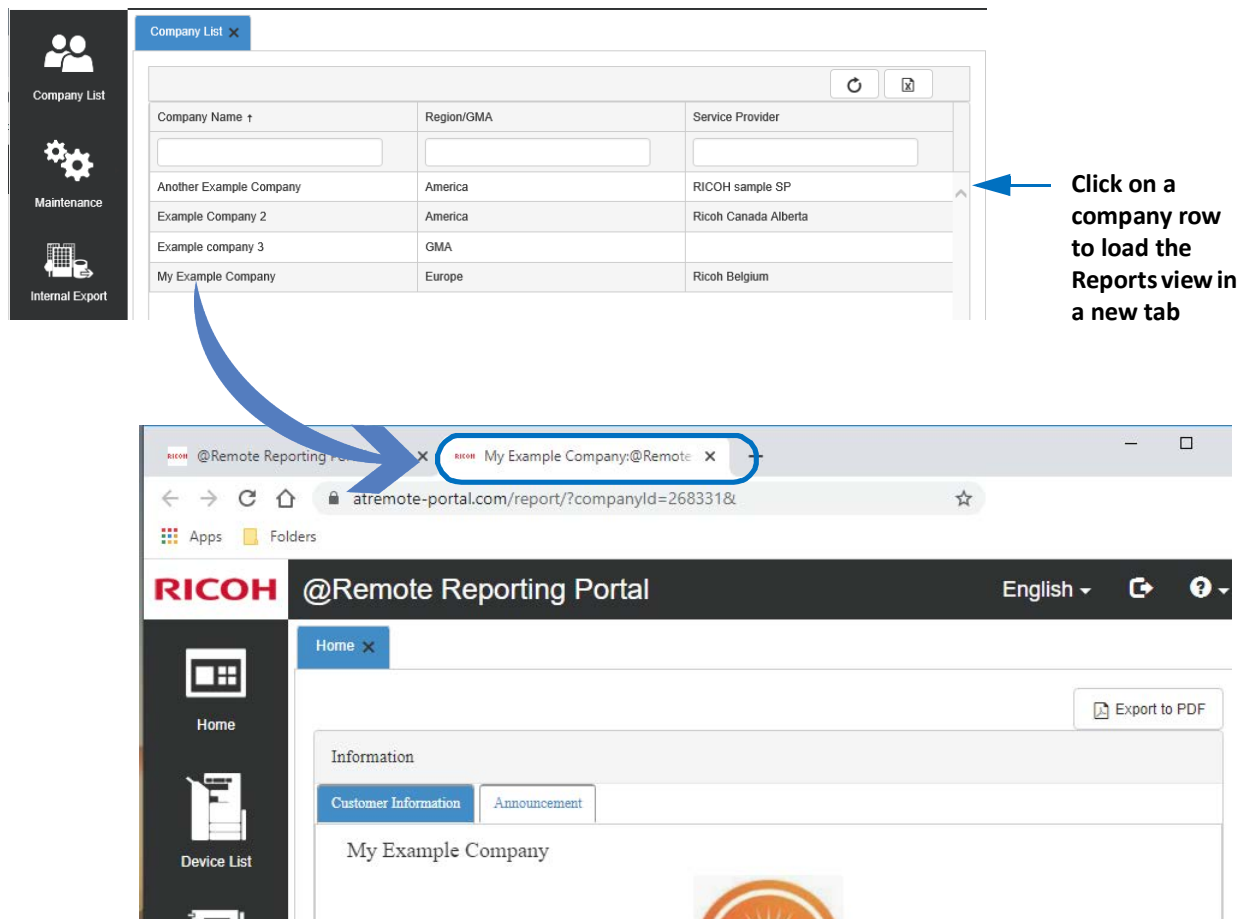 Company List
Company List
Company Name ↑ Region/GMA Service Provider
Another Example Company America RICOH sample SP
Example Company 2 America Ricoh Canada Alberta
Example company 3 GMA
My Example Company Europe Ricoh Belgium
Maintenance
Internal Export
Click on a
company row
to load the
Reports view in
a new tab
RICOH @Remote Reporting
RICOH My Example Company:@Remote
atremote-portal.com/report/?companyId=268331&
Apps Folders
RICOH @Remote Reporting Portal English
Home
Home
Export to PDF
Information
Customer Information Announcement
My Example Company
Device List